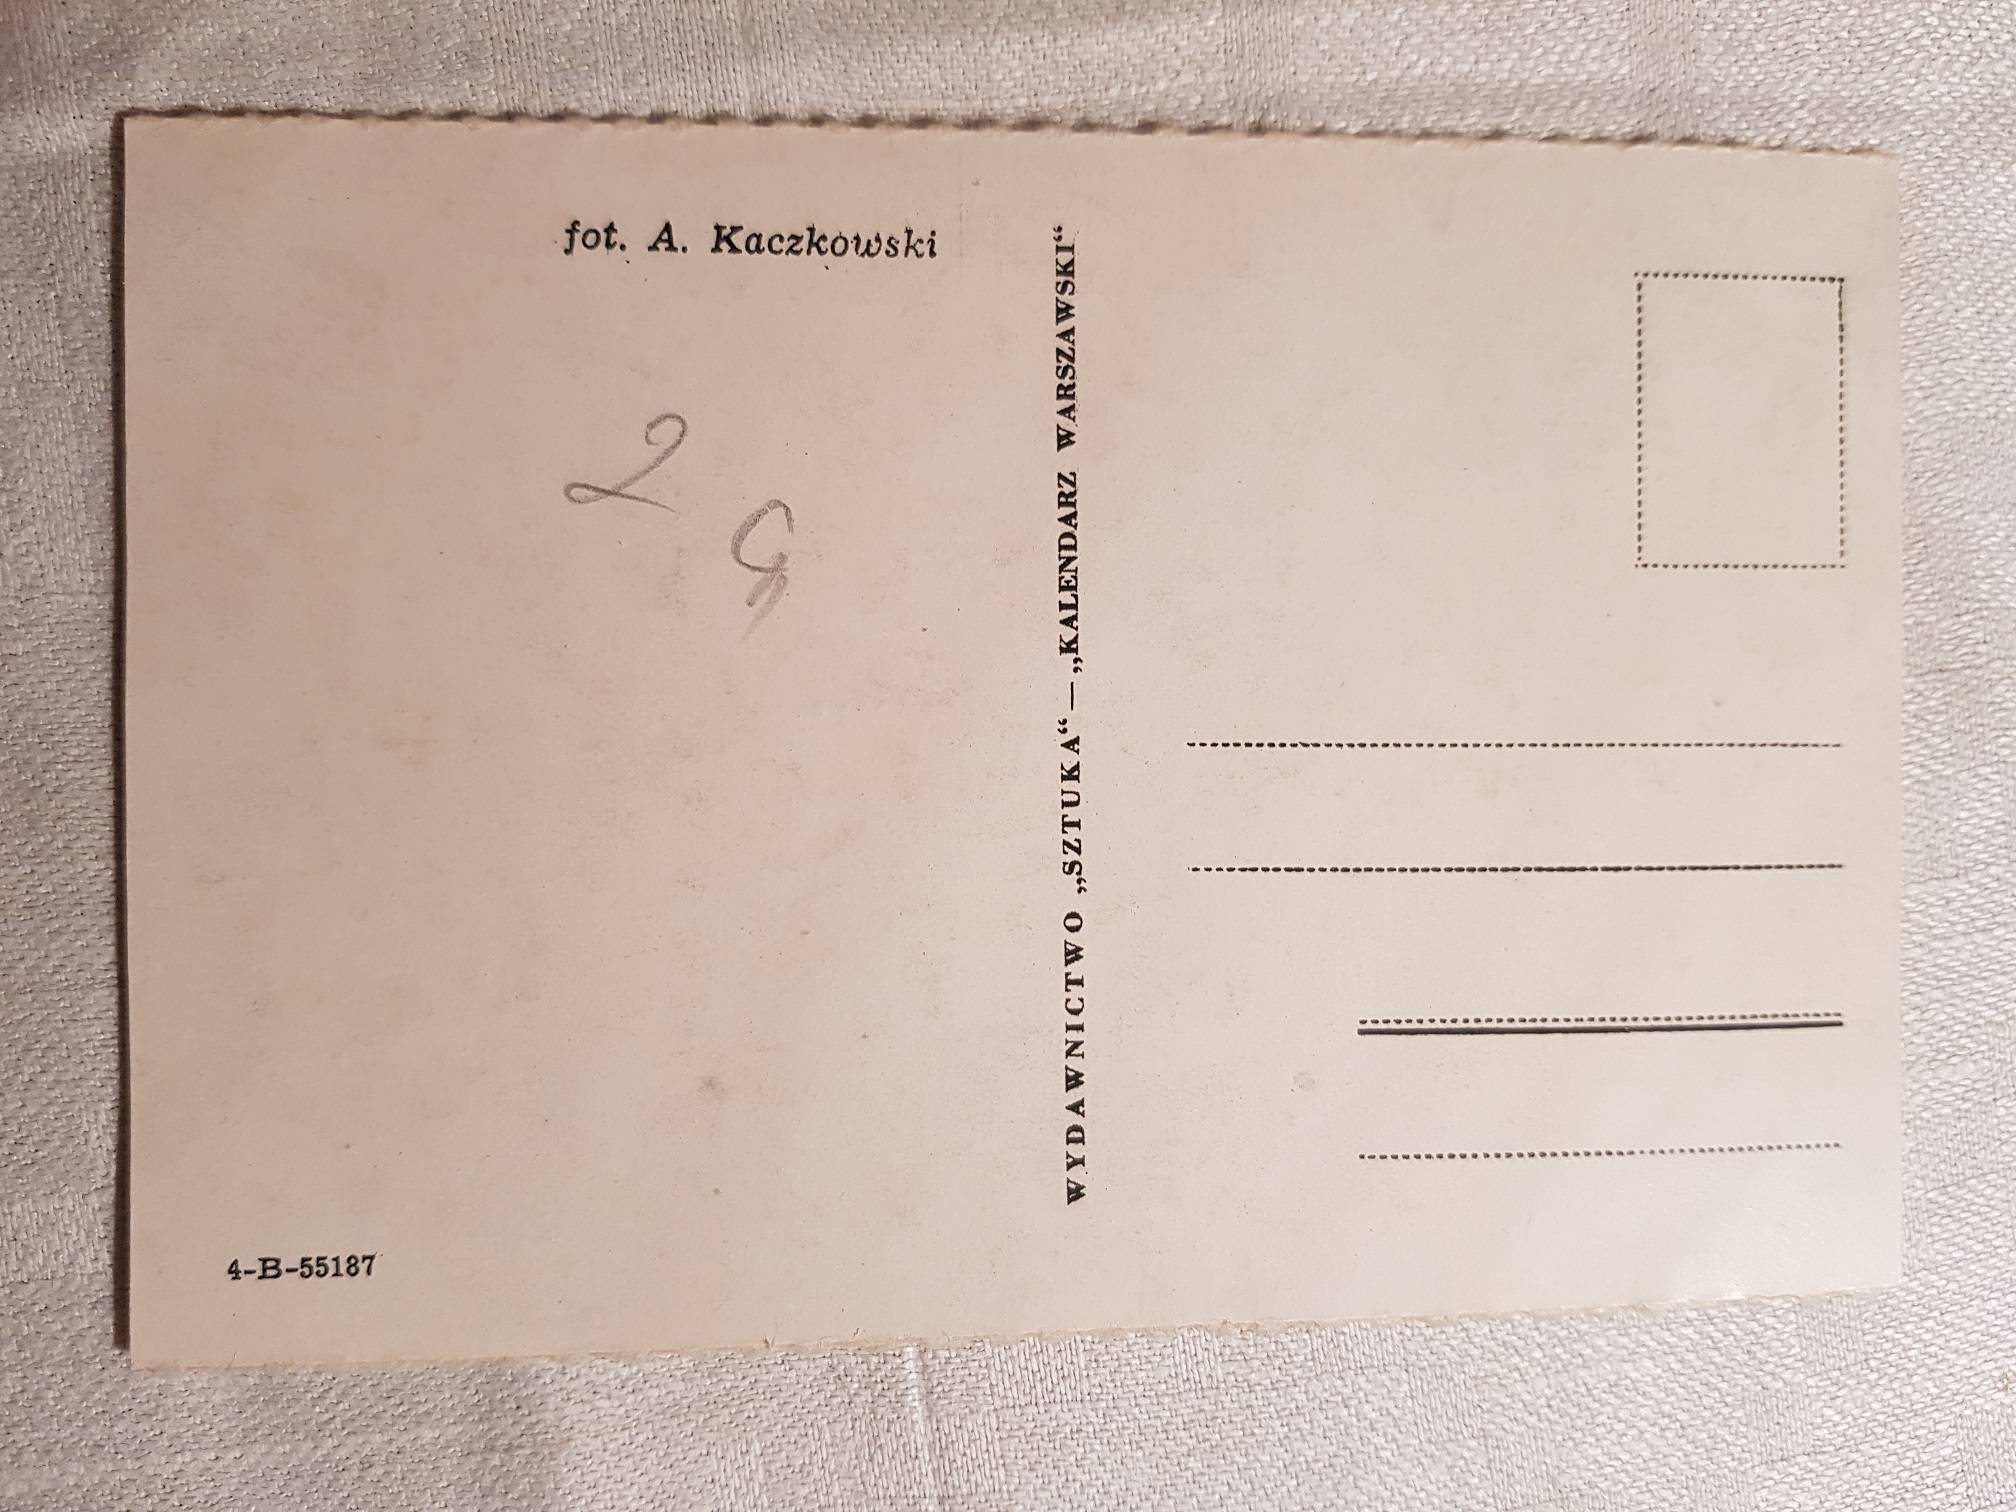 fot. A. Kaczkowski
2
WYDAWNICTWO „SZTUKA“ — „KALENDARZ WARSZAWSKI“
4-B-55187